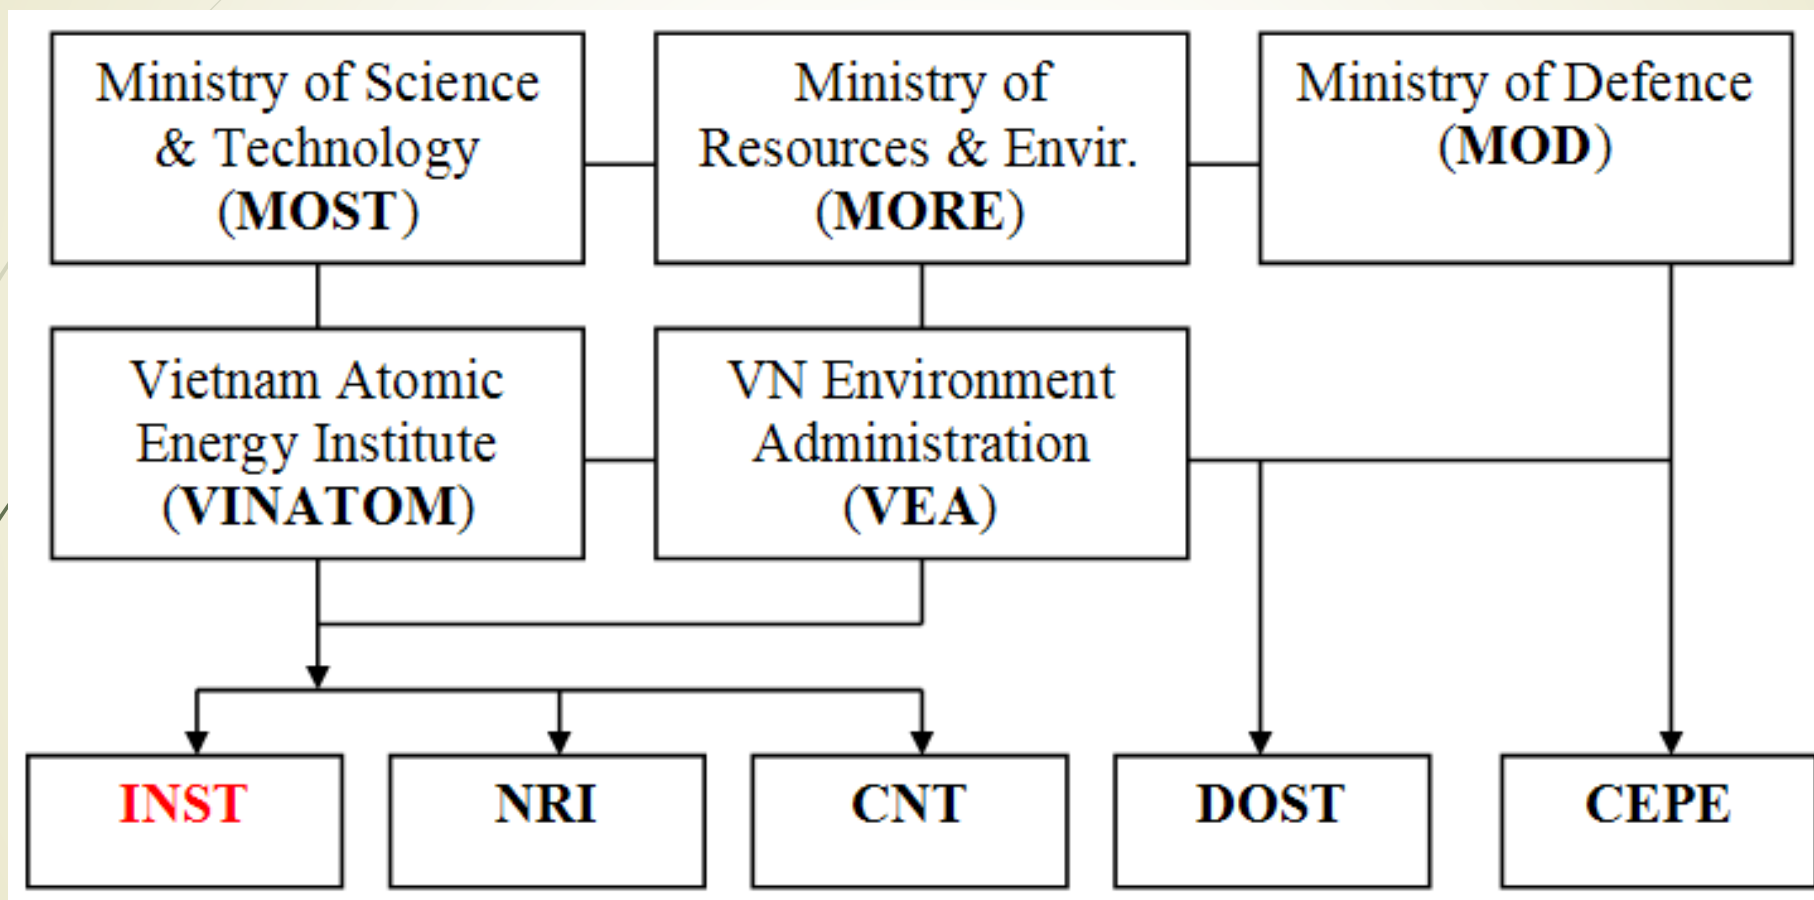 Ministry of Science
& Technology
(MOST)
Ministry of
Resources & Envir.
(MORE)
Ministry of Defence
(MOD)
Vietnam Atomic
Energy Institute
(VINATOM)
VN Environment
Administration
(VEA)
INST
NRI
CNT
DOST
CEPE